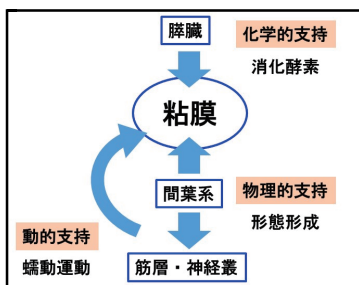 膵臓
化学的支持
消化酵素
粘膜
間葉系
物理的支持
形態形成
動的支持
蠕動運動
筋層・神経叢